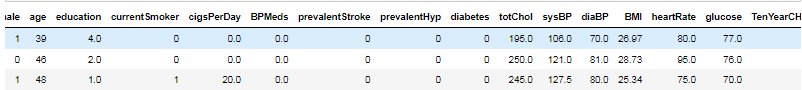 ale age education currentSmoker cigsPerDay BPMeds prevalentStroke prevalentHyp diabetes totChol sysBP diaBP BMI heartRate glucose TenYearCH
1 39 4.0 0 0.0 0.0 0 0 0 195.0 106.0 70.0 26.97 80.0 77.0
0 46 2.0 0 0.0 0.0 0 0 0 250.0 121.0 81.0 28.73 95.0 76.0
1 48 1.0 1 20.0 0.0 0 0 0 245.0 127.5 80.0 25.34 75.0 70.0